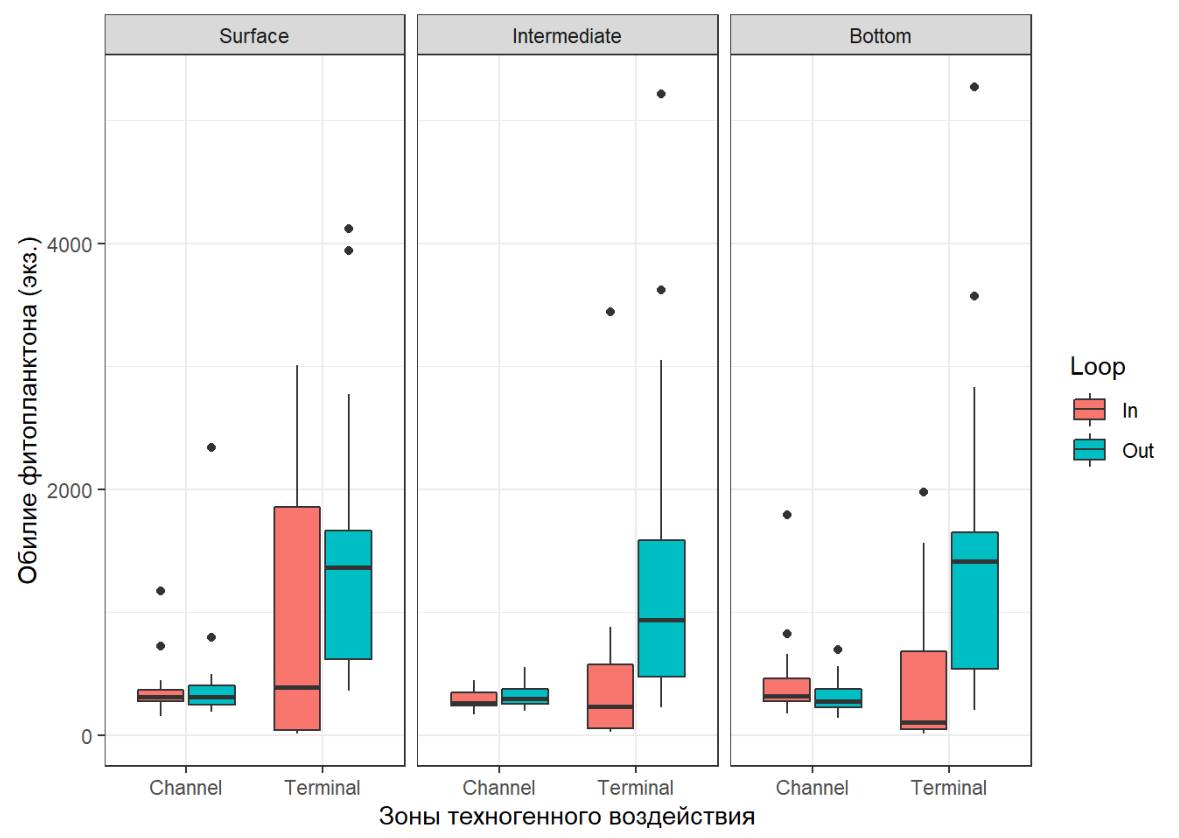 Surface
Intermediate
Bottom
Обилие фитопланктона (экз.)
4000
2000
0
Channel
Terminal
Channel
Terminal
Channel
Terminal
Зоны техногенного воздействия
Loop
In
Out